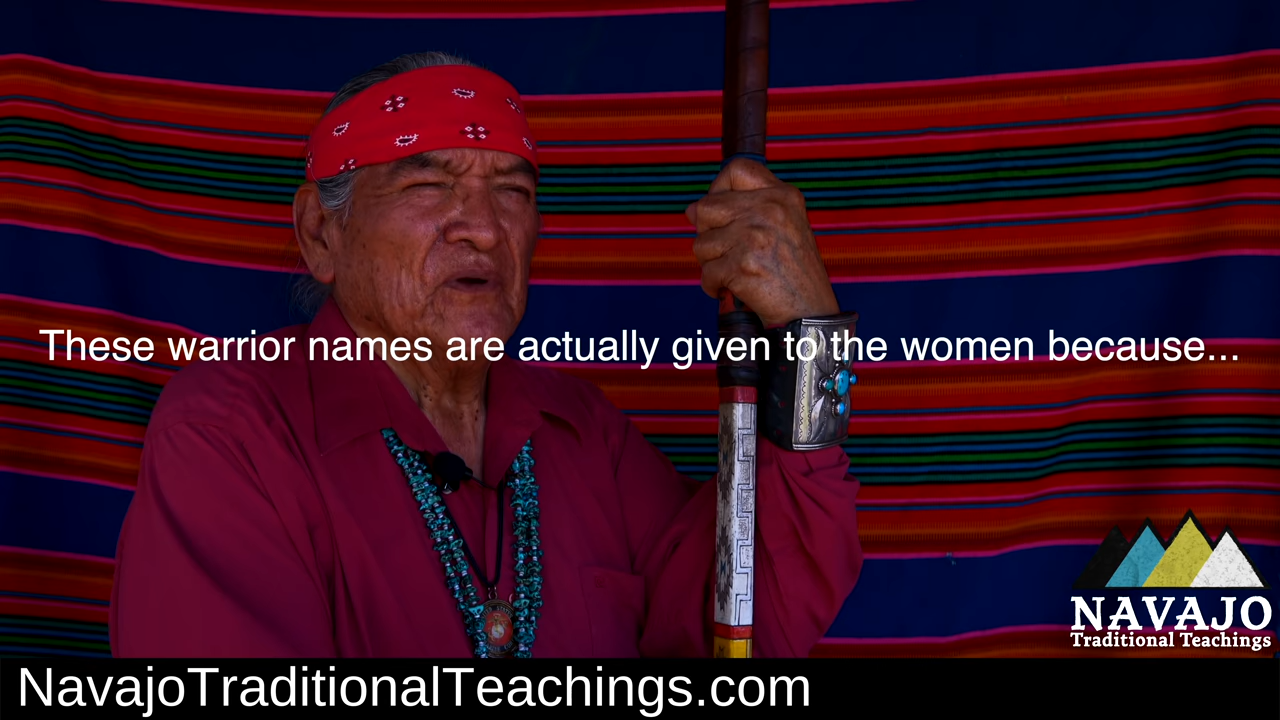 These warrior names are actually given to the women because...
NAVAJO
Traditional Teachings
NavajoTraditionalTeachings.com